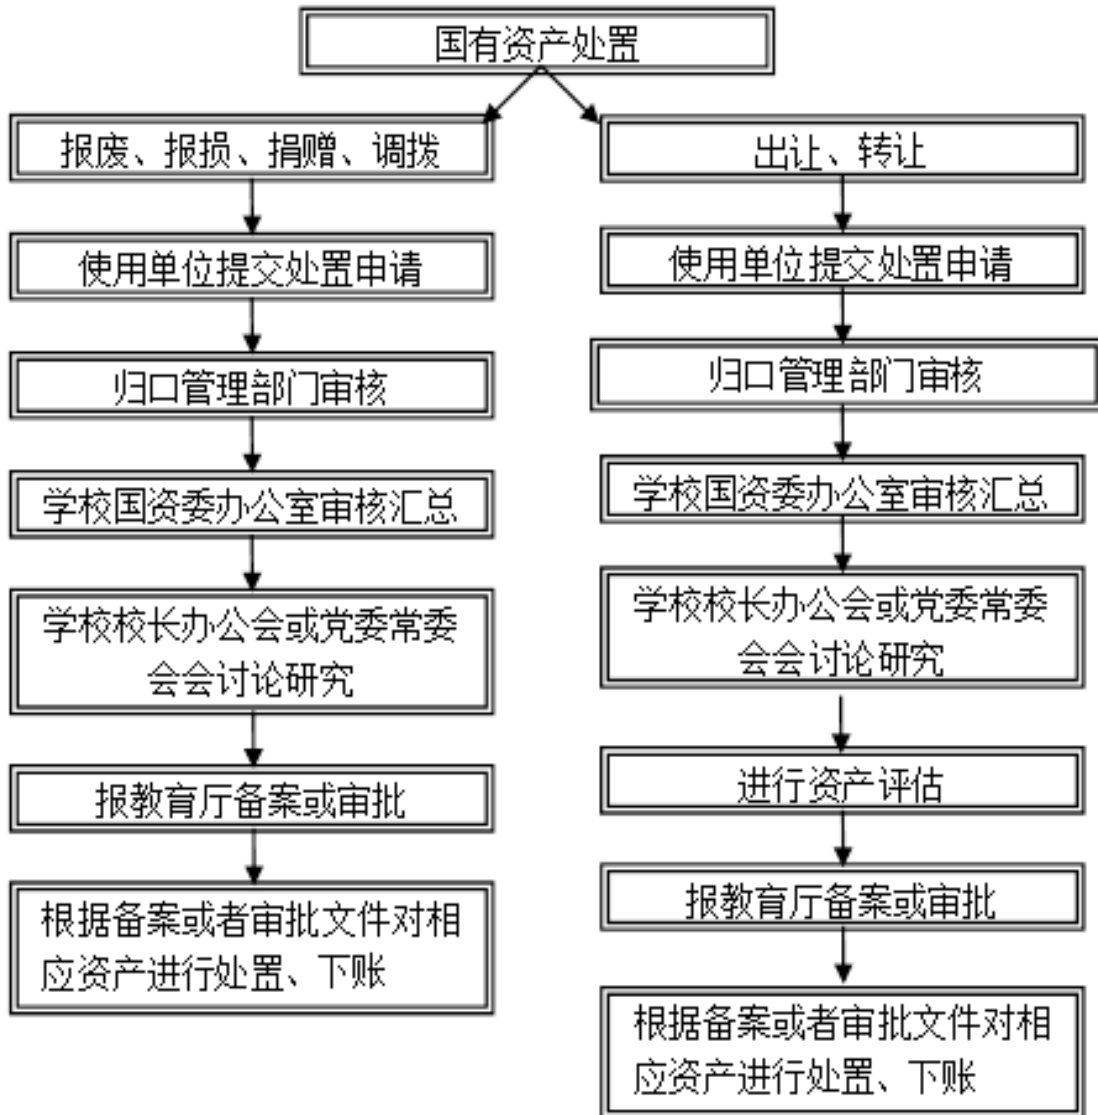 国有资产处置
报废、报损、捐赠、调拨
使用单位提交处置申请
归口管理部门审核
学校国资委办公室审核汇总
学校校长办公会或党委常委
会会讨论研究
报教育厅备案或审批
根据备案或者审批文件对相
应资产进行处置、下账
出让、转让
使用单位提交处置申请
归口管理部门审核
学校国资委办公室审核汇总
学校校长办公会或党委常委
会会讨论研究
进行资产评估
报教育厅备案或审批
根据备案或者审批文件对相
应资产进行处置、下账